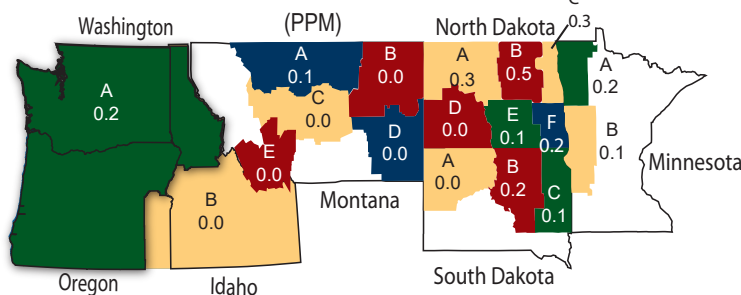 Washington
(PPM)
North Dakota
0.3
A
0.2
A
0.1
B
0.0
C
0.0
D
0.0
E
0.0
A
0.3
B
0.5
D
0.0
E
0.1
F
0.2
A
0.2
B
0.1
A
0.0
B
0.2
C
0.1
B
0.0
Minnesota
Montana
Oregon
Idaho
South Dakota